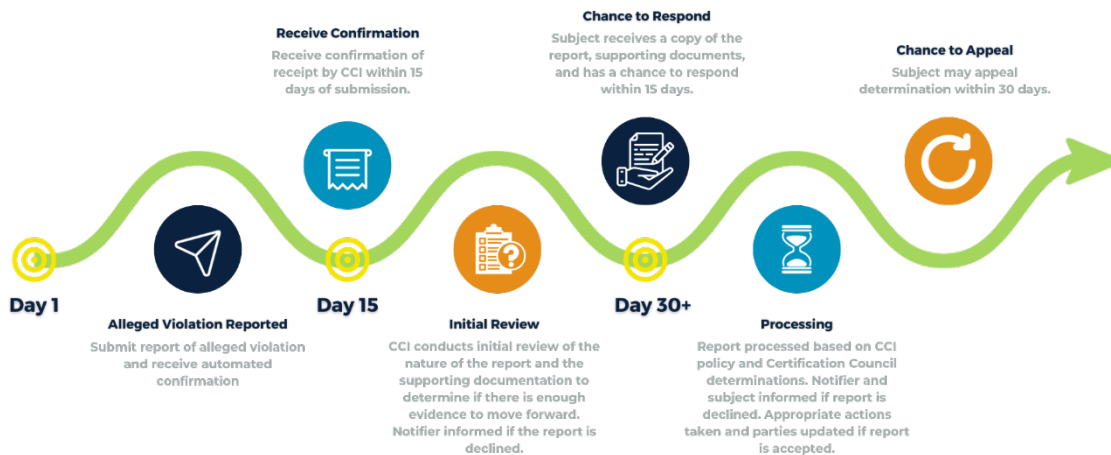 Receive Confirmation
Receive confirmation of
receipt by CCI within 15
days of submission.
Chance to Respond
Subject receives a copy of the
report, supporting documents,
and has a chance to respond
within 15 days.
Chance to Appeal
Subject may appeal
determination within 30 days.
Day 1
Day 15
Day 30+
Alleged Violation Reported
Submit report of alleged violation
and receive automated
confirmation
Initial Review
CCI conducts initial review of the
nature of the report and the
supporting documentation to
determine if there is enough
evidence to move forward.
Notifier informed if the report is
declined.
Processing
Report processed based on CCI
policy and Certification Council
determinations. Notifier and
subject informed if report is
declined. Appropriate actions
taken and parties updated if report
is accepted.